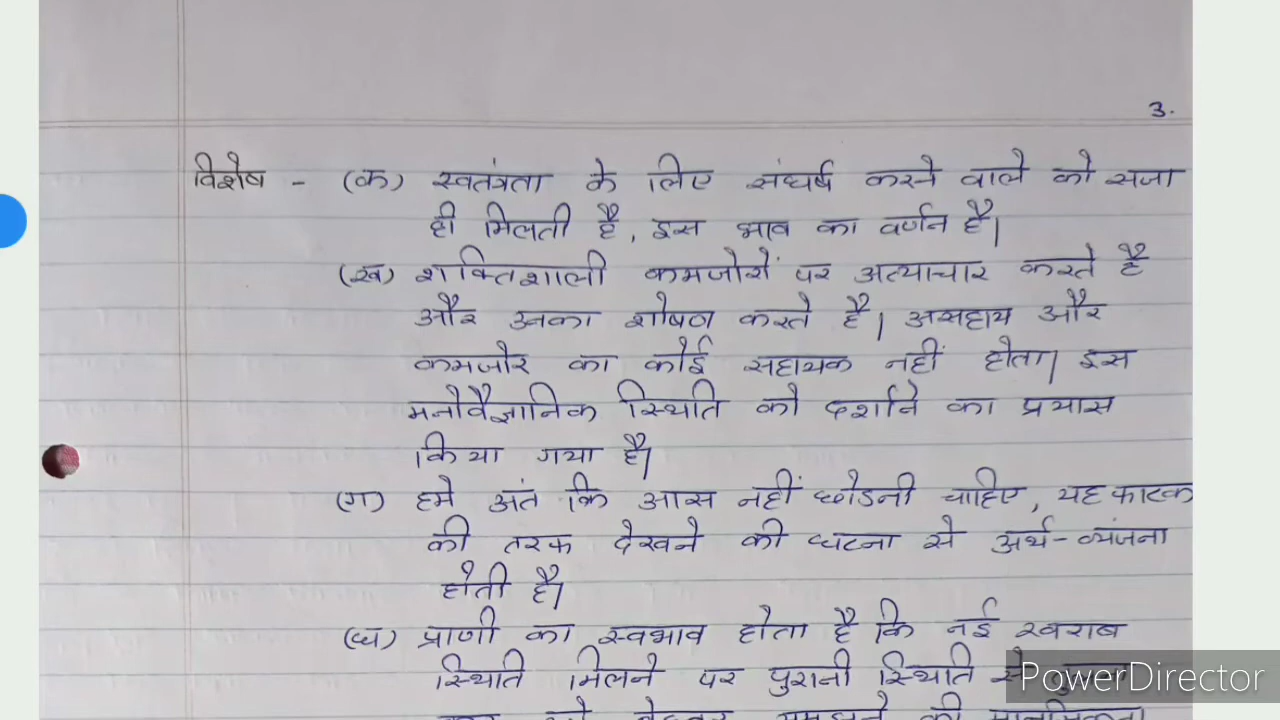 3.
विशेष - (क) स्वतंत्रता के लिए संघर्ष करने वाले को सजा
ही मिलती है, इस भाव का वर्णन है।
(ख) शक्तिशाली कमजोरों पर अत्याचार करते है
और उनका शोषण करते है। असहाय और
कमजोर का कोई सहायक नहीं होता। इस
मनोवैज्ञानिक स्थिति को दर्शाने का प्रयास
किया गया है।
(ग) हमे अंत कि आस नहीं छोडनी चाहिए, यह फाटक
की तरफ देखने की घटना से अर्थ-व्यंजना
होती है।
(घ) प्राणी का स्वभाव होता है कि नई खराब
स्थिति मिलने पर पुरानी स्थिति से
PowerDirector